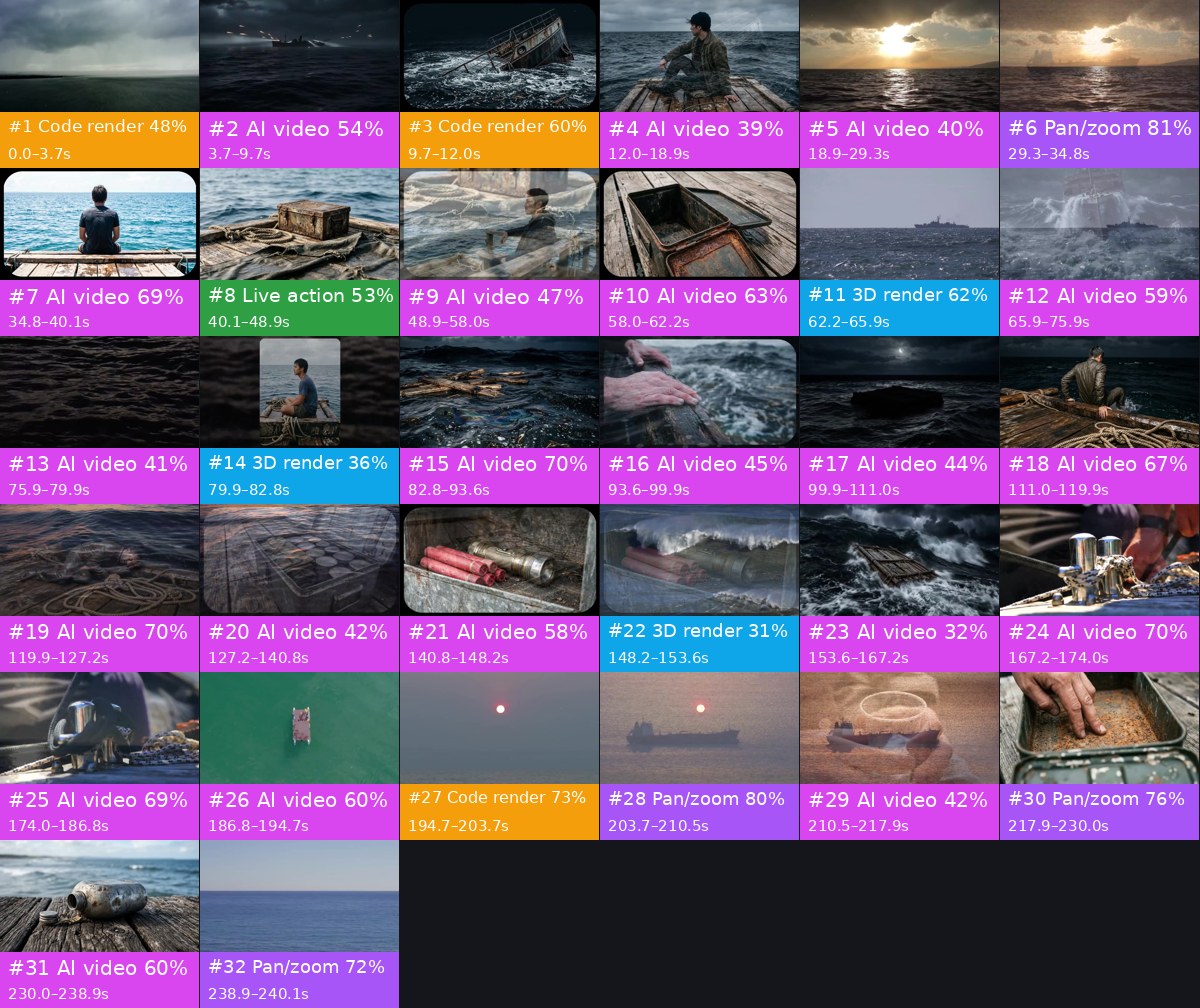 #1 Code render 48%
0.0–3.7s
#2 AI video 54%
3.7–9.7s
#3 Code render 60%
9.7–12.0s
#4 AI video 39%
12.0–18.9s
#5 AI video 40%
18.9–29.3s
#6 Pan/zoom 81%
29.3–34.8s
#7 AI video 69%
34.8–40.1s
#8 Live action 53%
40.1–48.9s
#9 AI video 47%
48.9–58.0s
#10 AI video 63%
58.0–62.2s
#11 3D render 62%
62.2–65.9s
#12 AI video 59%
65.9–75.9s
#13 AI video 41%
75.9–79.9s
#14 3D render 36%
79.9–82.8s
#15 AI video 70%
82.8–93.6s
#16 AI video 45%
93.6–99.9s
#17 AI video 44%
99.9–111.0s
#18 AI video 67%
111.0–119.9s
#19 AI video 70%
119.9–127.2s
#20 AI video 42%
127.2–140.8s
#21 AI video 58%
140.8–148.2s
#22 3D render 31%
148.2–153.6s
#23 AI video 32%
153.6–167.2s
#24 AI video 70%
167.2–174.0s
#25 AI video 69%
174.0–186.8s
#26 AI video 60%
186.8–194.7s
#27 Code render 73%
194.7–203.7s
#28 Pan/zoom 80%
203.7–210.5s
#29 AI video 42%
210.5–217.9s
#30 Pan/zoom 76%
217.9–230.0s
#31 AI video 60%
230.0–238.9s
#32 Pan/zoom 72%
238.9–240.1s